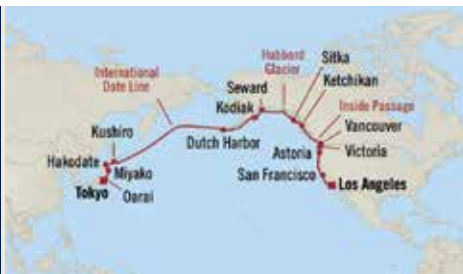 International
Date Line
Hubbard
Glacier
Sitka
Ketchikan
Seward
Kodiak
Inside Passage
Vancouver
Kushiro
Dutch Harbor
Victoria
Astoria
Hakodate
Miyako
San Francisco
Los Angeles
Tokyo
Oarai